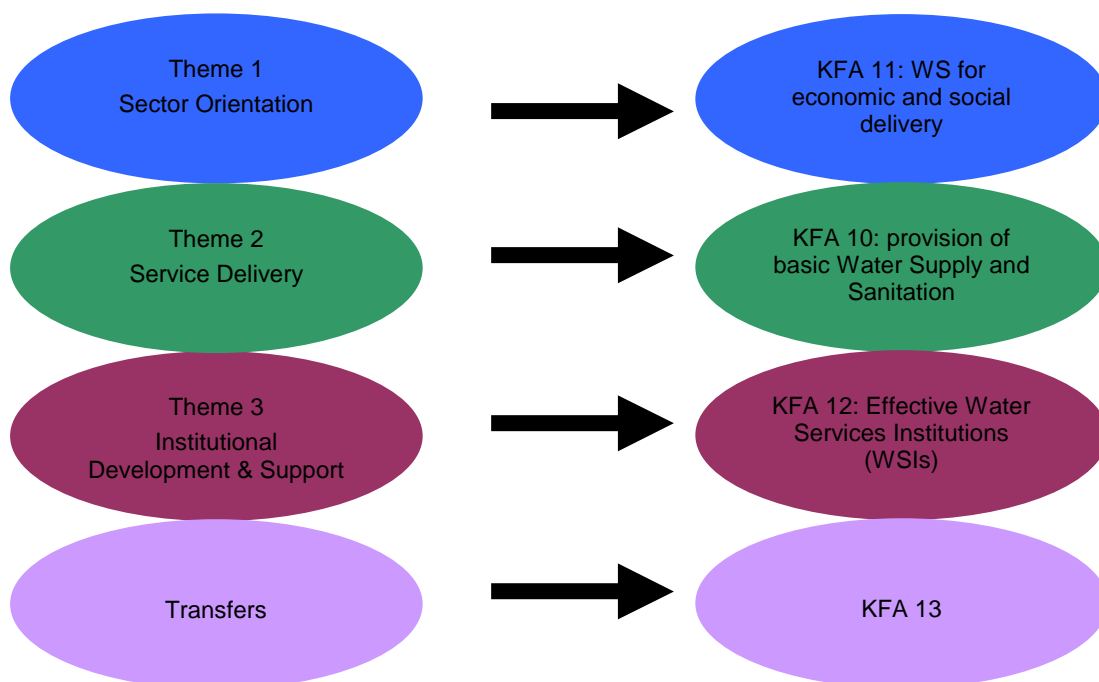 Theme 1
Sector Orientation
KFA 11: WS for
economic and social
delivery
Theme 2
Service Delivery
KFA 10: provision of
basic Water Supply and
Sanitation
Theme 3
Institutional
Development & Support
KFA 12: Effective Water
Services Institutions
(WSIs)
Transfers
KFA 13